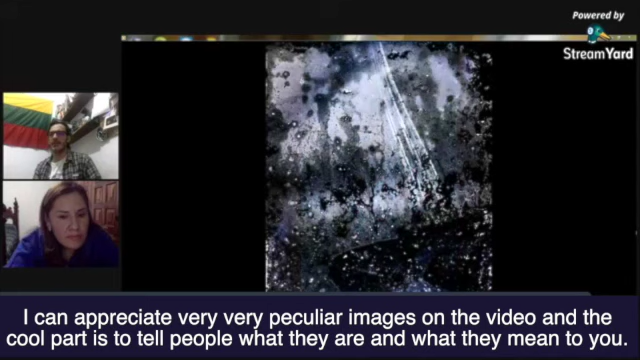 Powered by
StreamYard
I can appreciate very very peculiar images on the video and the
cool part is to tell people what they are and what they mean to you.